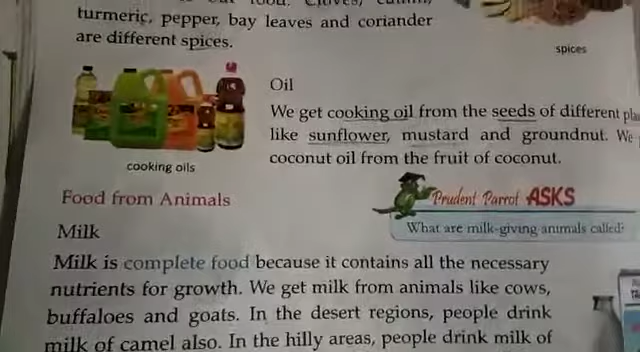 turmeric, pepper, bay leaves and coriander
are different spices.
spices
Oil
We get cooking oil from the seeds of different
like sunflower, mustard and groundnut. We
coconut oil from the fruit of coconut.
cooking oils
Food from Animals
Prudent Parrot ASKS
What are milk-giving animals called?
Milk
Milk is complete food because it contains all the necessary
nutrients for growth. We get milk from animals like cows,
buffaloes and goats. In the desert regions, people drink
milk of camel also. In the hilly areas, people drink milk of